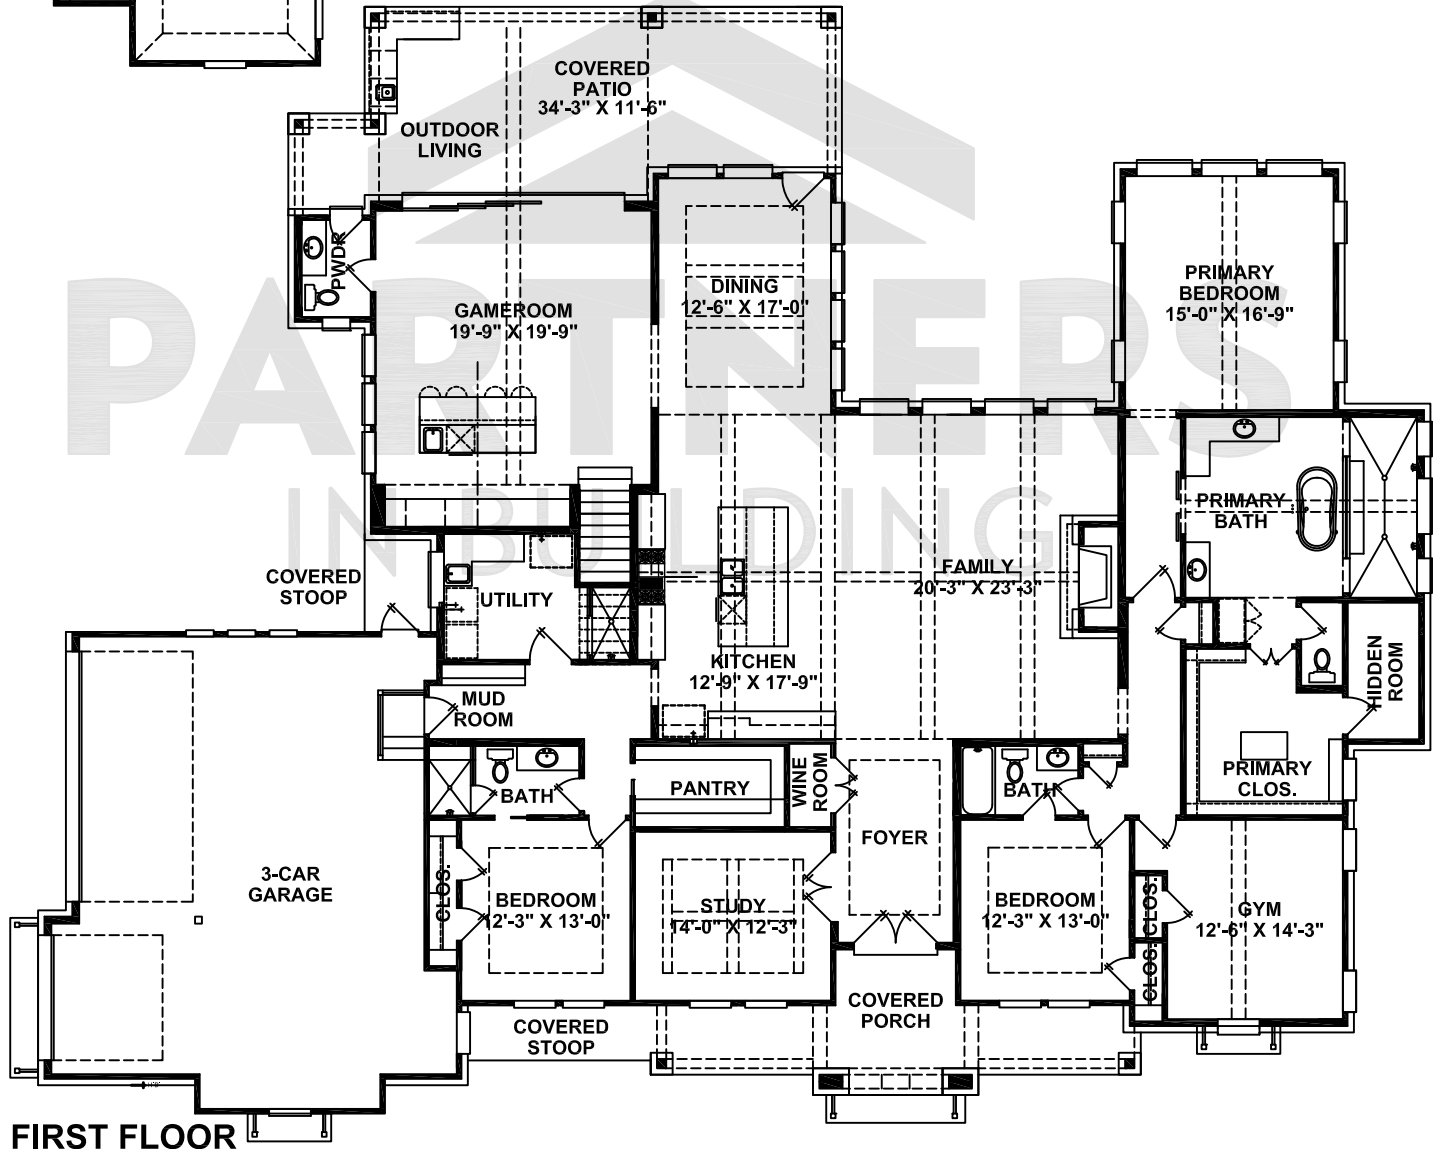 COVERED
PATIO
34'-3" X 11'-6"
OUTDOOR
LIVING
PWDR
GAMEROOM
19'-9" X 19'-9"
DINING
12'-6" X 17'-0"
PRIMARY
BEDROOM
15'-0" X 16'-9"
PARTNERS
IN BUILDING
PRIMARY
BATH
COVERED
STOOP
UTILITY
FAMILY
20'-3" X 23'-3"
KITCHEN
12'-9" X 17'-9"
HIDDEN
ROOM
MUD
ROOM
PRIMARY
CLOS.
BATH
PANTRY
WINE
ROOM
BATH
FOYER
3-CAR
GARAGE
CLOS.
BEDROOM
12'-3" X 13'-0"
STUDY
14'-0" X 12'-3"
BEDROOM
12'-3" X 13'-0"
CLOS.
GYM
12'-6" X 14'-3"
CLOS.
COVERED
PORCH
COVERED
STOOP
FIRST FLOOR